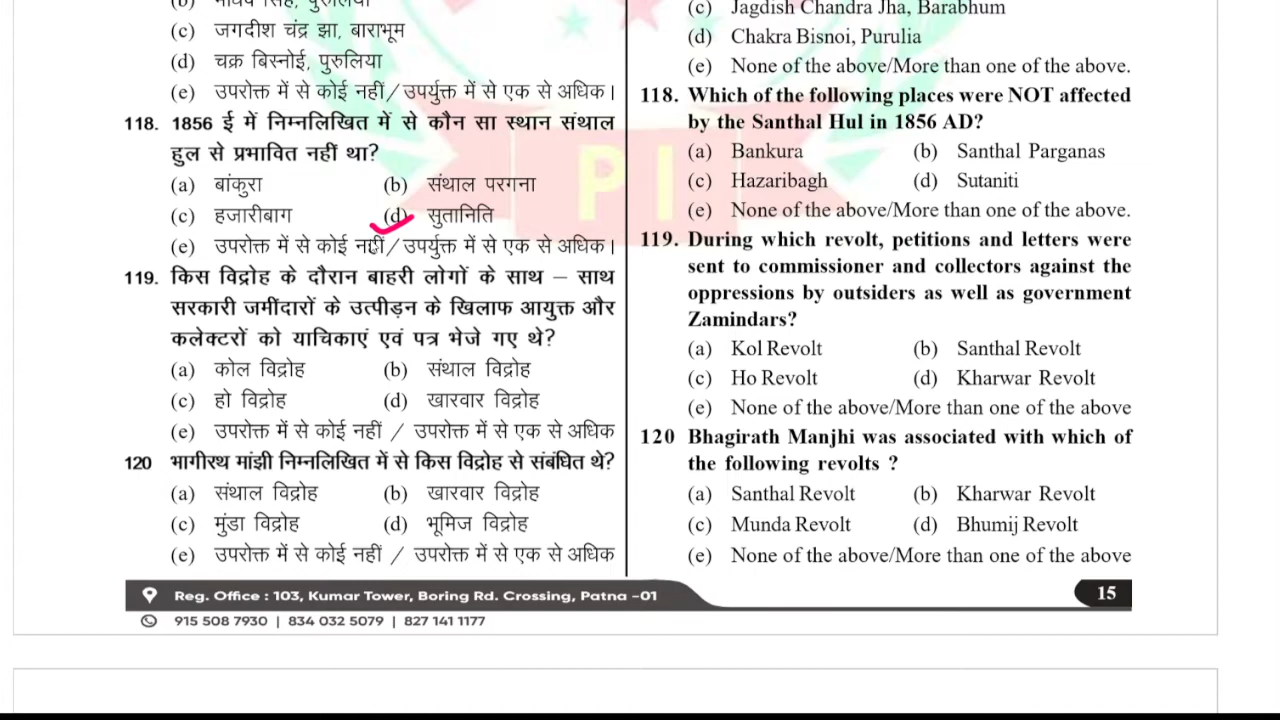 (b) माधव सिंह, पुरुलिया
(c) जगदीश चंद्र झा, बाराभूम
(d) चक्र बिस्नोई, पुरुलिया
(e) उपरोक्त में से कोई नहीं/उपर्युक्त में से एक से अधिक।
118. 1856 ई में निम्नलिखित में से कौन सा स्थान संथाल
हुल से प्रभावित नहीं था?
(a) बांकुरा (b) संथाल परगना
(c) हजारीबाग (d) सुतानिति
(e) उपरोक्त में से कोई नहीं/उपर्युक्त में से एक से अधिक।
119. किस विद्रोह के दौरान बाहरी लोगों के साथ – साथ
सरकारी जमींदारों के उत्पीड़न के खिलाफ आयुक्त और
कलेक्टरों को याचिकाएं एवं पत्र भेजे गए थे?
(a) कोल विद्रोह (b) संथाल विद्रोह
(c) हो विद्रोह (d) खारवार विद्रोह
(e) उपरोक्त में से कोई नहीं / उपरोक्त में से एक से अधिक
120 भागीरथ मांझी निम्नलिखित में से किस विद्रोह से संबंधित थे?
(a) संथाल विद्रोह (b) खारवार विद्रोह
(c) मुंडा विद्रोह (d) भूमिज विद्रोह
(e) उपरोक्त में से कोई नहीं / उपरोक्त में से एक से अधिक
(c) Jagdish Chandra Jha, Barabhum
(d) Chakra Bisnoi, Purulia
(e) None of the above/More than one of the above.
118. Which of the following places were NOT affected
by the Santhal Hul in 1856 AD?
(a) Bankura (b) Santhal Parganas
(c) Hazaribagh (d) Sutaniti
(e) None of the above/More than one of the above.
119. During which revolt, petitions and letters were
sent to commissioner and collectors against the
oppressions by outsiders as well as government
Zamindars?
(a) Kol Revolt (b) Santhal Revolt
(c) Ho Revolt (d) Kharwar Revolt
(e) None of the above/More than one of the above
120 Bhagirath Manjhi was associated with which of
the following revolts ?
(a) Santhal Revolt (b) Kharwar Revolt
(c) Munda Revolt (d) Bhumij Revolt
(e) None of the above/More than one of the above
PI
Reg. Office : 103, Kumar Tower, Boring Rd. Crossing, Patna -01
15
915 508 7930 | 834 032 5079 | 827 141 1177